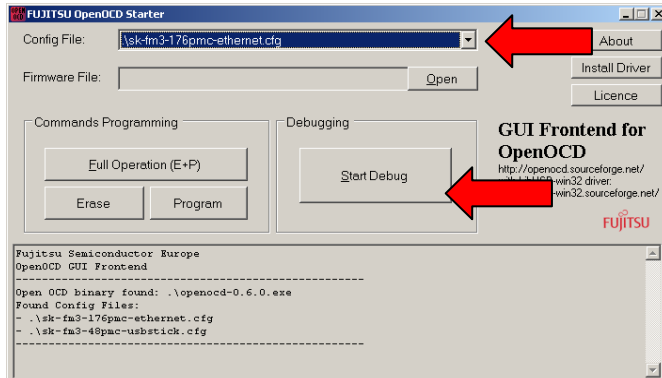 FUJITSU OpenOCD Starter
Config File:
.\sk-fm3-176pmc-ethernet.cfg
About
Firmware File:
Open
Install Driver
Licence
Commands Programming
Full Operation (E+P)
Erase
Program
Debugging
Start Debug
GUI Frontend for
OpenOCD
http://openocd.sourceforge.net/
-win32 driver:
-win32.sourceforge.net/
FUJITSU
Fujitsu Semiconductor Europe
OpenOCD GUI Frontend
--------------------------------------------------
Open OCD binary found: .\openocd-0.6.0.exe
Found Config Files:
- .\sk-fm3-176pmc-ethernet.cfg
- .\sk-fm3-48pmc-usbstick.cfg
--------------------------------------------------